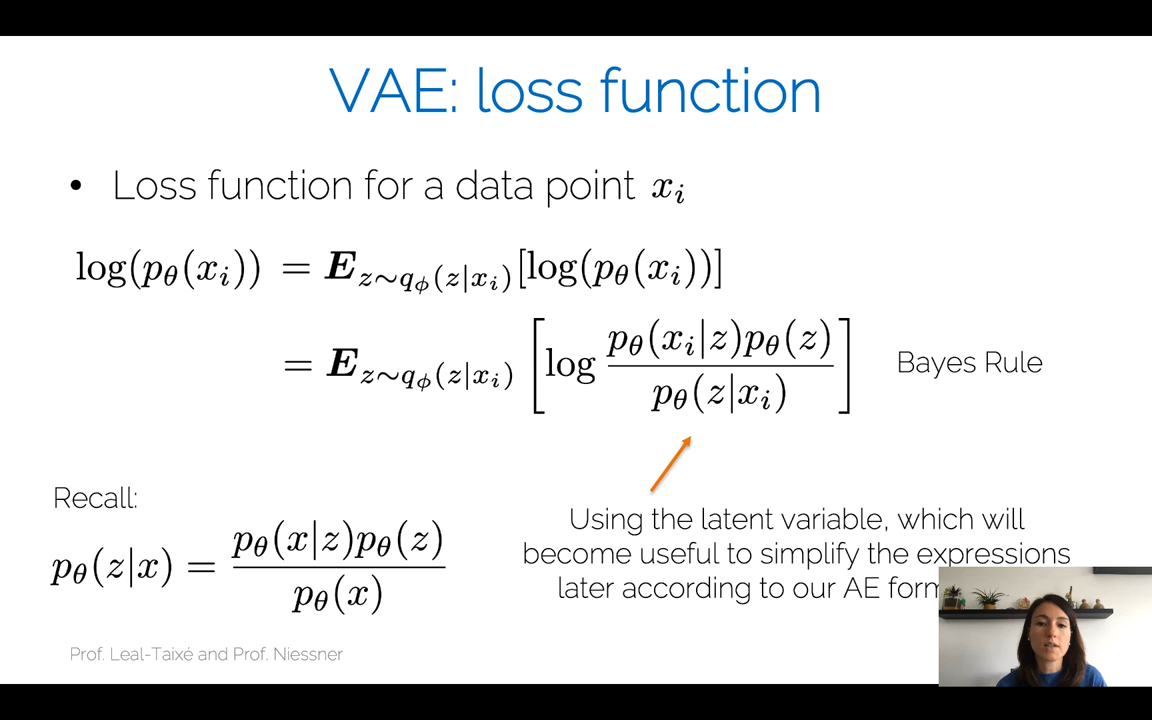 VAE: loss function
• Loss function for a data point $x_i$
$\log(p_\theta(x_i)) = \boldsymbol{E}_{z \sim q_\phi(z|x_i)}[\log(p_\theta(x_i))]$
$= \boldsymbol{E}_{z \sim q_\phi(z|x_i)} \left[ \log \frac{p_\theta(x_i|z)p_\theta(z)}{p_\theta(z|x_i)} \right]$ Bayes Rule
Recall:
$p_\theta(z|x) = \frac{p_\theta(x|z)p_\theta(z)}{p_\theta(x)}$
Using the latent variable, which will
become useful to simplify the expressions
later according to our AE
Prof. Leal-Taixé and Prof. Niessner